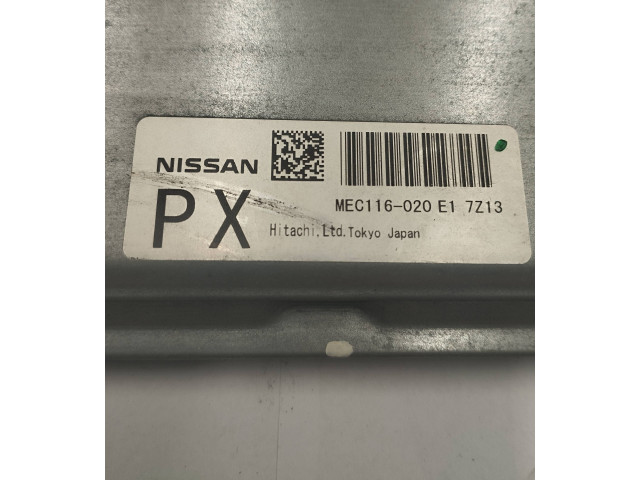 NISSAN
PX
MEC116-020 E1 7Z13
Hitachi,Ltd.Tokyo Japan